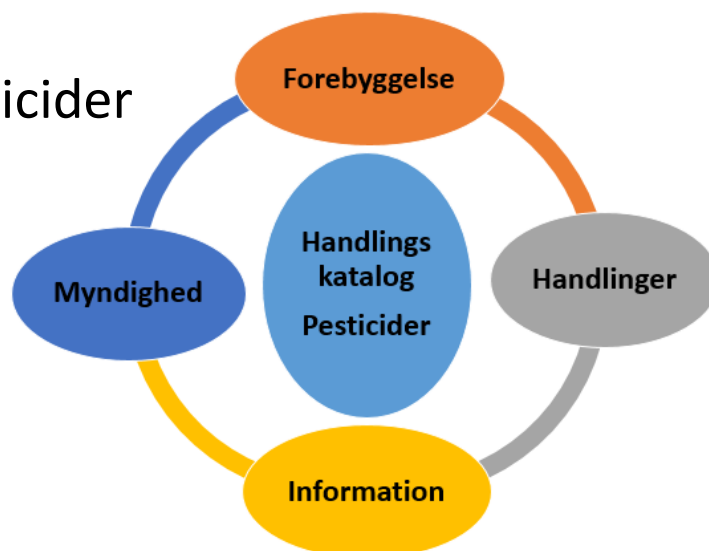 icider
Forebyggelse
Handlings
katalog
Pesticider
Handlinger
Myndighed
Information